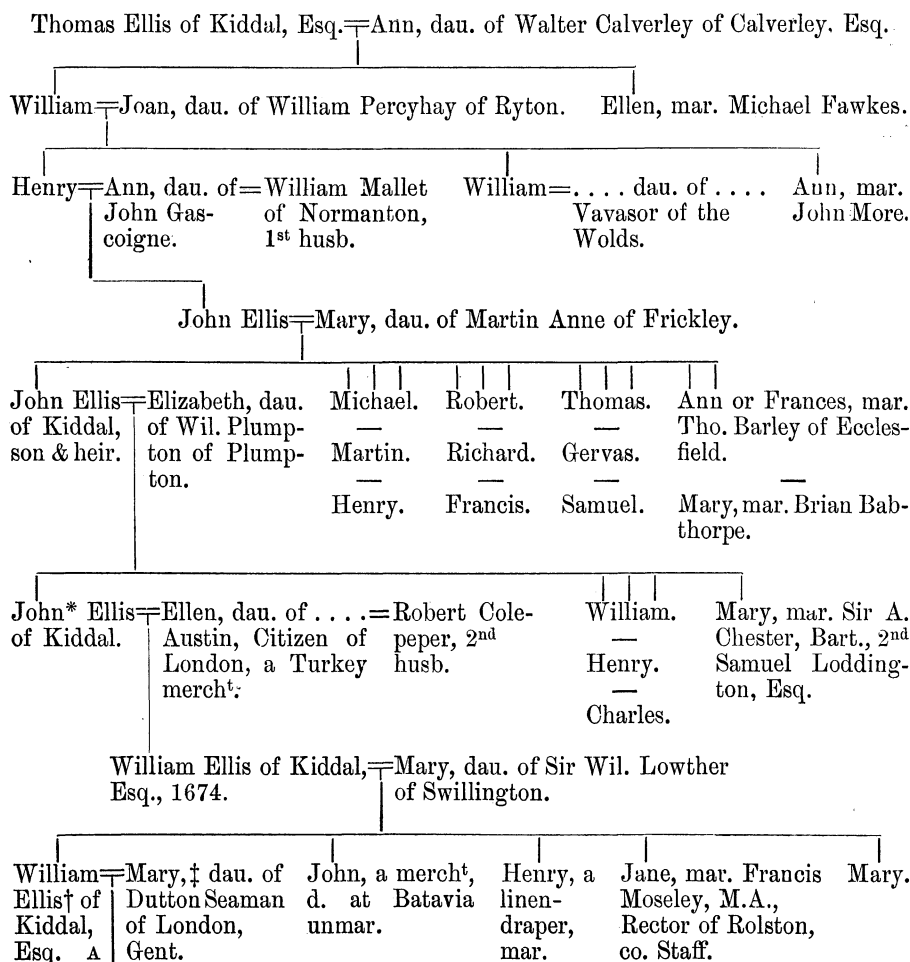 Thomas Ellis of Kiddal, Esq.=Ann, dau. of Walter Calverley of Calverley, Esq.
William=Joan, dau. of William Percyhay of Ryton. Ellen, mar. Michael Fawkes.
Henry=Ann, dau. of=William Mallet William=.... dau. of .... Ann, mar.
John Gas- of Normanton, Vavasor of the John More.
coigne. 1st husb. Wolds.
John Ellis=Mary, dau. of Martin Anne of Frickley.
John Ellis=Elizabeth, dau. Michael. Robert. Thomas. Ann or Frances, mar.
of Kiddal, of Wil. Plump- — — — Tho. Barley of Eccles-
son & heir. ton of Plump- Martin. Richard. Gervas. field.
ton. — — — —
Henry. Francis. Samuel. Mary, mar. Brian Bab-
thorpe.
John* Ellis=Ellen, dau. of ....=Robert Cole- William. Mary, mar. Sir A.
of Kiddal. Austin, Citizen of peper, 2nd — Chester, Bart., 2nd
London, a Turkey husb. Henry. Samuel Lodding-
mercht. — ton, Esq.
Charles.
William Ellis of Kiddal,=Mary, dau. of Sir Wil. Lowther
Esq., 1674. of Swillington.
William=Mary,‡ dau. of John, a mercht, Henry, a Jane, mar. Francis Mary.
Ellis† of Dutton Seaman d. at Batavia linen- Moseley, M.A.,
Kiddal, of London, unmar. draper, Rector of Rolston,
Esq. A Gent. mar. co. Staff.